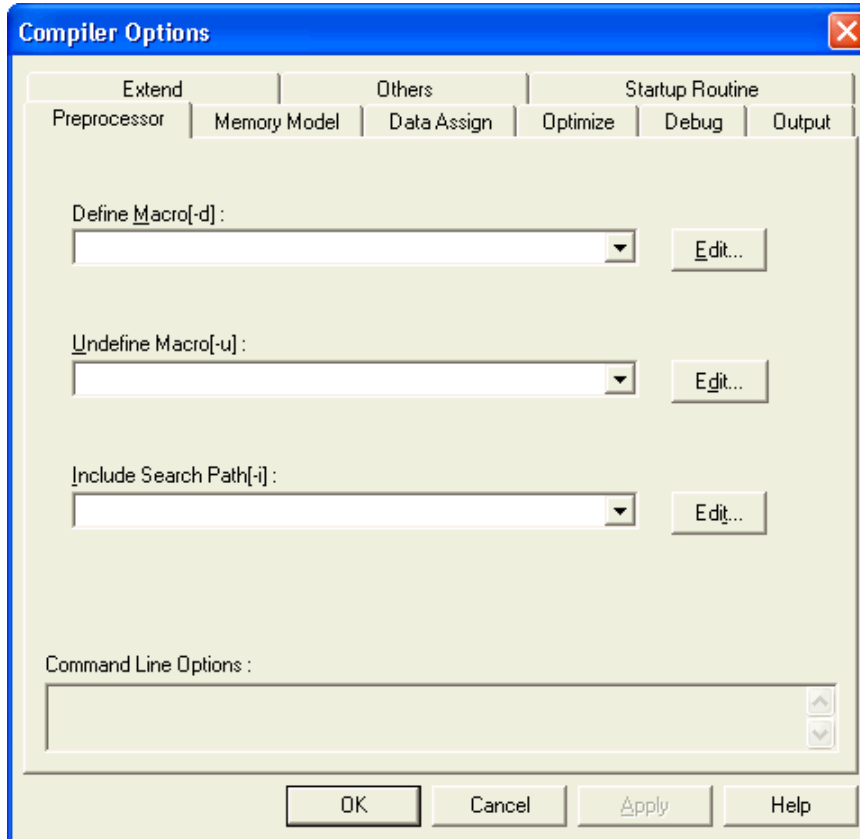 Compiler Options
Extend Others Startup Routine
Preprocessor Memory Model Data Assign Optimize Debug Output
Define Macro[-d] :
Edit...
Undefine Macro[-u] :
Edit...
Include Search Path[-i] :
Edit...
Command Line Options :
OK Cancel Apply Help